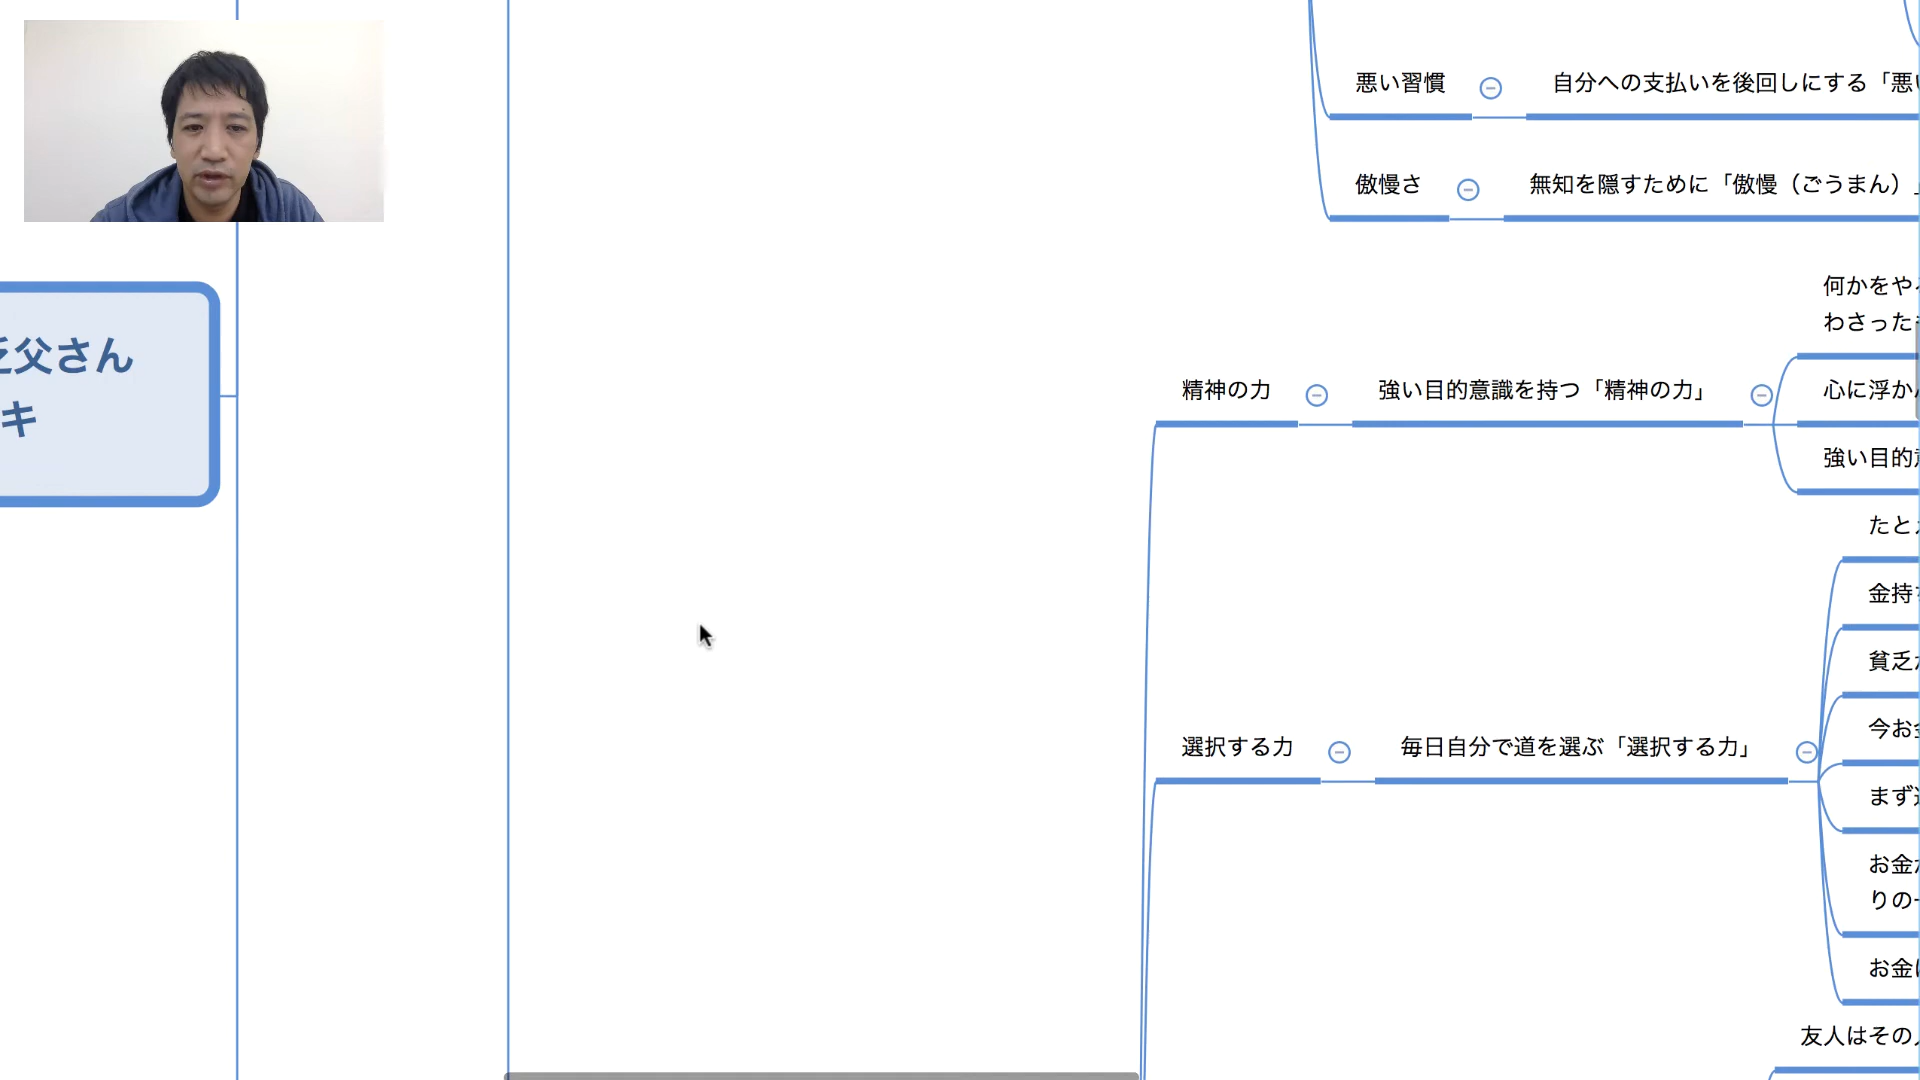 悪い習慣
自分への支払いを後回しにする「悪い
傲慢さ
無知を隠すために「傲慢（ごうまん）」
乏父さん
キ
何かをや
わさった
精神の力
強い目的意識を持つ「精神の力」
心に浮か
強い目的
たと
金持
貧乏
選択する力
毎日自分で道を選ぶ「選択する力」
今お金
まず
お金
りの
お金
友人はその